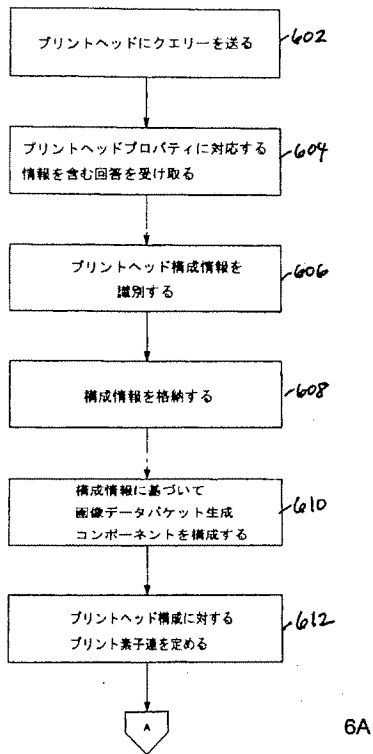 プリントヘッドにクエリーを送る
602
プリントヘッドプロパティに対応する
情報を含む回答を受け取る
604
プリントヘッド構成情報を
識別する
606
構成情報を格納する
608
構成情報に基づいて
画像データパケット生成
コンポーネントを構成する
610
プリントヘッド構成に対する
プリント素子連を定める
612
A
6A